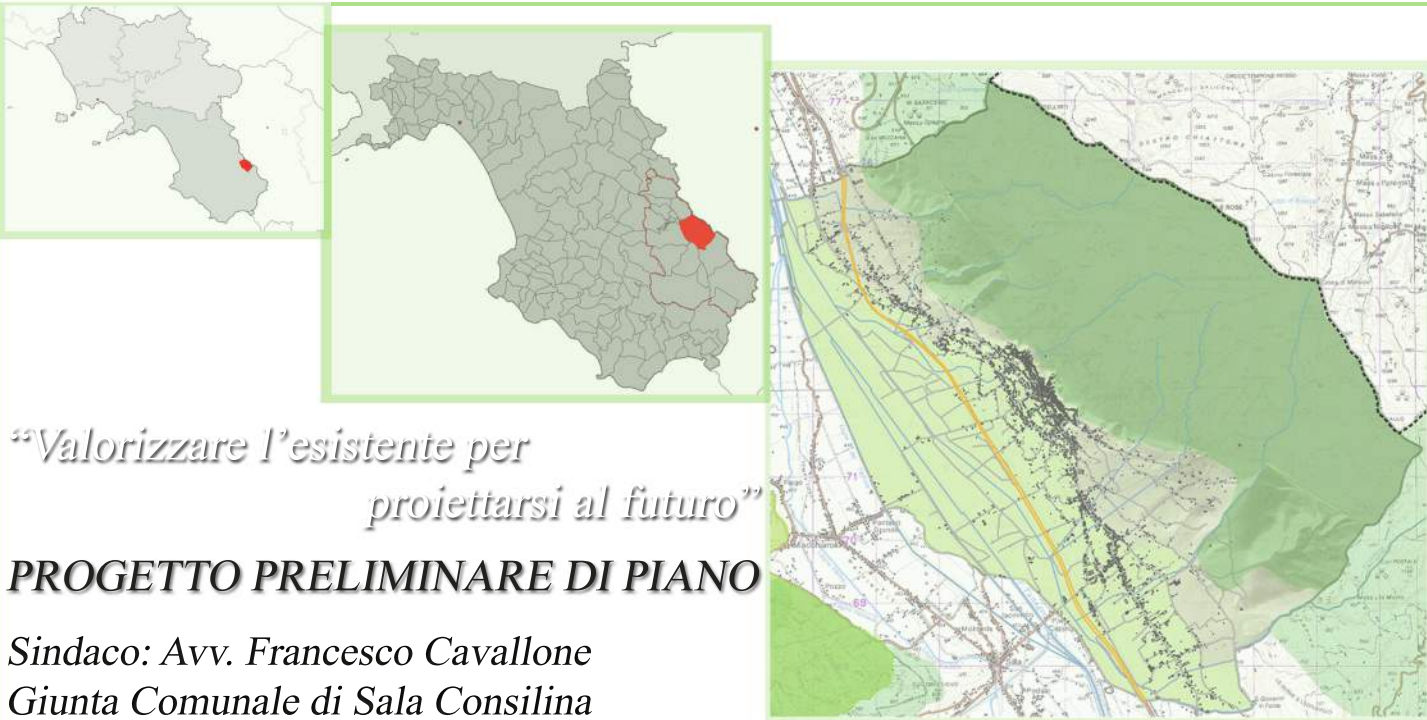 “Valorizzare l’esistente per
proiettarsi al futuro”
PROGETTO PRELIMINARE DI PIANO
Sindaco: Avv. Francesco Cavallone
Giunta Comunale di Sala Consilina